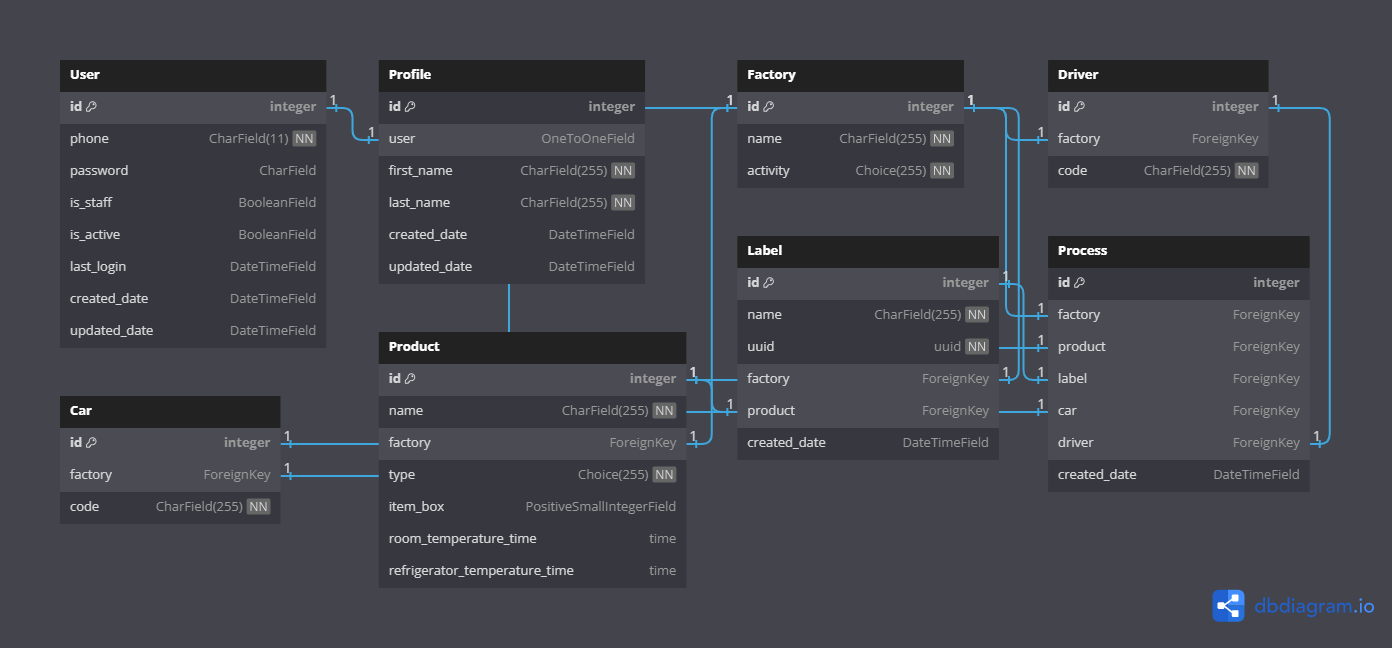 User
id integer
phone CharField(11) NN
password CharField
is_staff BooleanField
is_active BooleanField
last_login DateTimeField
created_date DateTimeField
updated_date DateTimeField
1
1
Profile
id integer
user OneToOneField
first_name CharField(255) NN
last_name CharField(255) NN
created_date DateTimeField
updated_date DateTimeField
1
Factory
id integer
name CharField(255) NN
activity Choice(255) NN
1
1
Driver
id integer
factory ForeignKey
code CharField(255) NN
1
Label
id integer
name CharField(255) NN
uuid uuid NN
factory ForeignKey
product ForeignKey
created_date DateTimeField
1
1
1
Process
id integer
factory ForeignKey
product ForeignKey
label ForeignKey
car ForeignKey
driver ForeignKey
created_date DateTimeField
1
1
1
1
1
Car
id integer
factory ForeignKey
code CharField(255) NN
1
1
Product
id integer
name CharField(255) NN
factory ForeignKey
type Choice(255) NN
item_box PositiveSmallIntegerField
room_temperature_time time
refrigerator_temperature_time time
1
1
dbdiagram.io